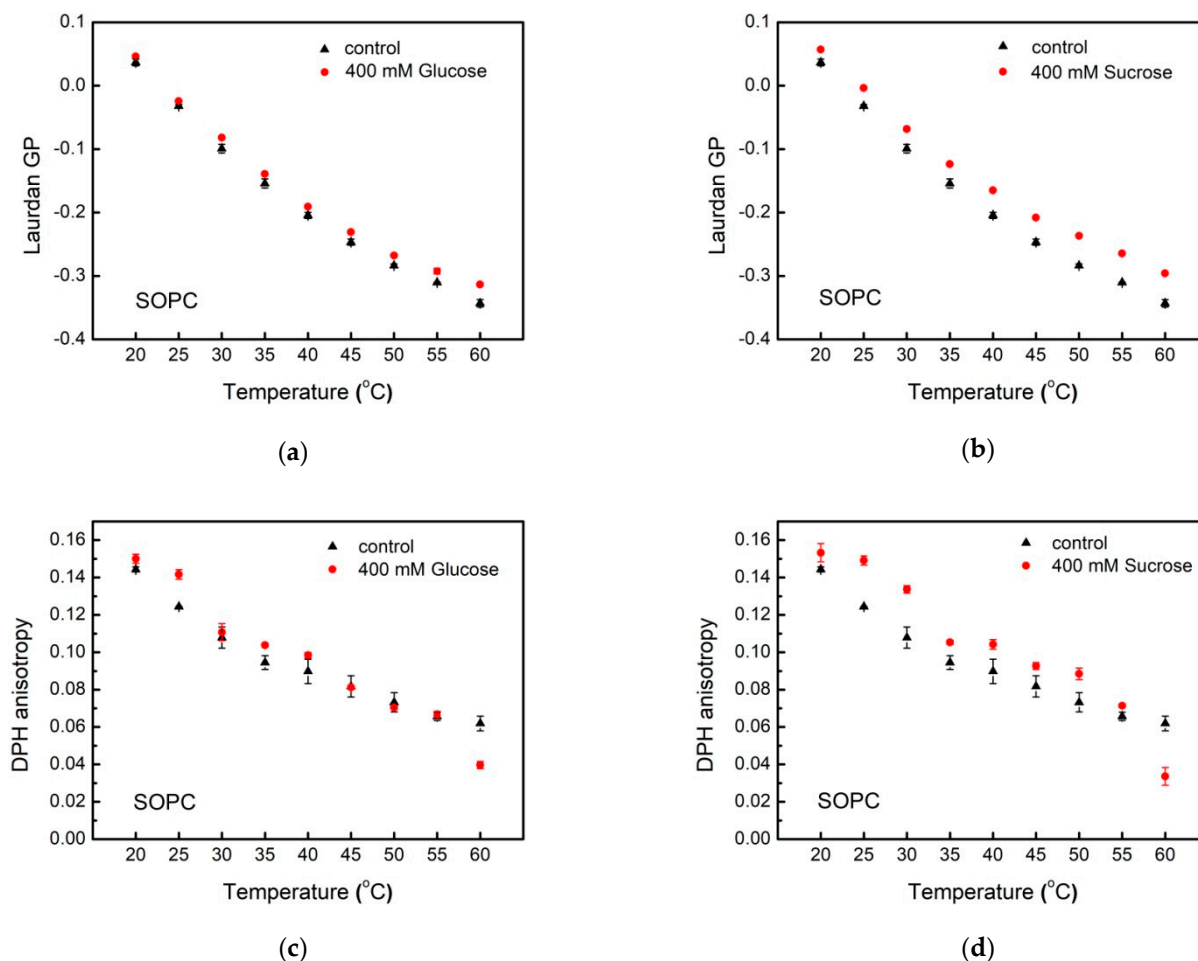 0.1
0.0
-0.1
-0.2
-0.3
-0.4
Laurdan GP
control
400 mM Glucose
SOPC
20 25 30 35 40 45 50 55 60
Temperature (°C)
(a)
0.1
0.0
-0.1
-0.2
-0.3
-0.4
Laurdan GP
control
400 mM Sucrose
SOPC
20 25 30 35 40 45 50 55 60
Temperature (°C)
(b)
0.16
0.14
0.12
0.10
0.08
0.06
0.04
0.02
0.00
DPH anisotropy
control
400 mM Glucose
SOPC
20 25 30 35 40 45 50 55 60
Temperature (°C)
(c)
0.16
0.14
0.12
0.10
0.08
0.06
0.04
0.02
0.00
DPH anisotropy
control
400 mM Sucrose
SOPC
20 25 30 35 40 45 50 55 60
Temperature (°C)
(d)